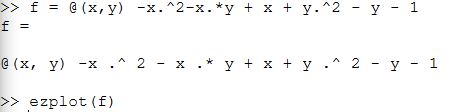 >> f = @(x,y) -x.^2-x.*y + x + y.^2 - y - 1
f =
@(x, y) -x .^ 2 - x .* y + x + y .^ 2 - y - 1
>> ezplot(f)